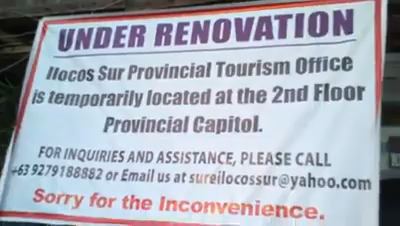 UNDER RENOVATION
Ilocos Sur Provincial Tourism Office
is temporarily located at the 2nd Floor
Provincial Capitol.
FOR INQUIRIES AND ASSISTANCE, PLEASE CALL
+63 9279188882 or Email us at sureilocossur@yahoo.com
Sorry for the Inconvenience.